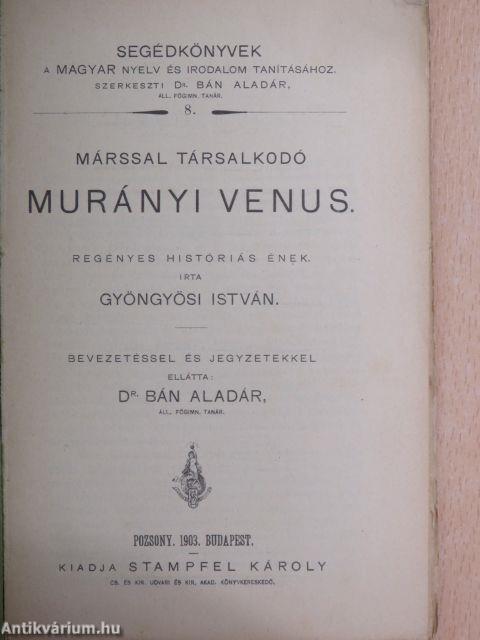 SEGÉDKÖNYVEK
A MAGYAR NYELV ÉS IRODALOM TANÍTÁSÁHOZ.
SZERKESZTI DR. BÁN ALADÁR,
ÁLL. FŐGIMN. TANÁR.
8.
MÁRSSAL TÁRSALKODÓ
MURÁNYI VENUS.
REGÉNYES HISTÓRIÁS ÉNEK.
IRTA
GYÖNGYÖSI ISTVÁN.
BEVEZETÉSSEL ÉS JEGYZETEKKEL
ELLÁTTA:
DR. BÁN ALADÁR,
ÁLL. FŐGIMN. TANÁR.
POZSONY. 1903. BUDAPEST.
KIADJA STAMPFEL KÁROLY
CS. ÉS KIR. UDVARI ÉS KIR. AKAD. KÖNYVKERESKEDŐ.
Antikvárium.hu